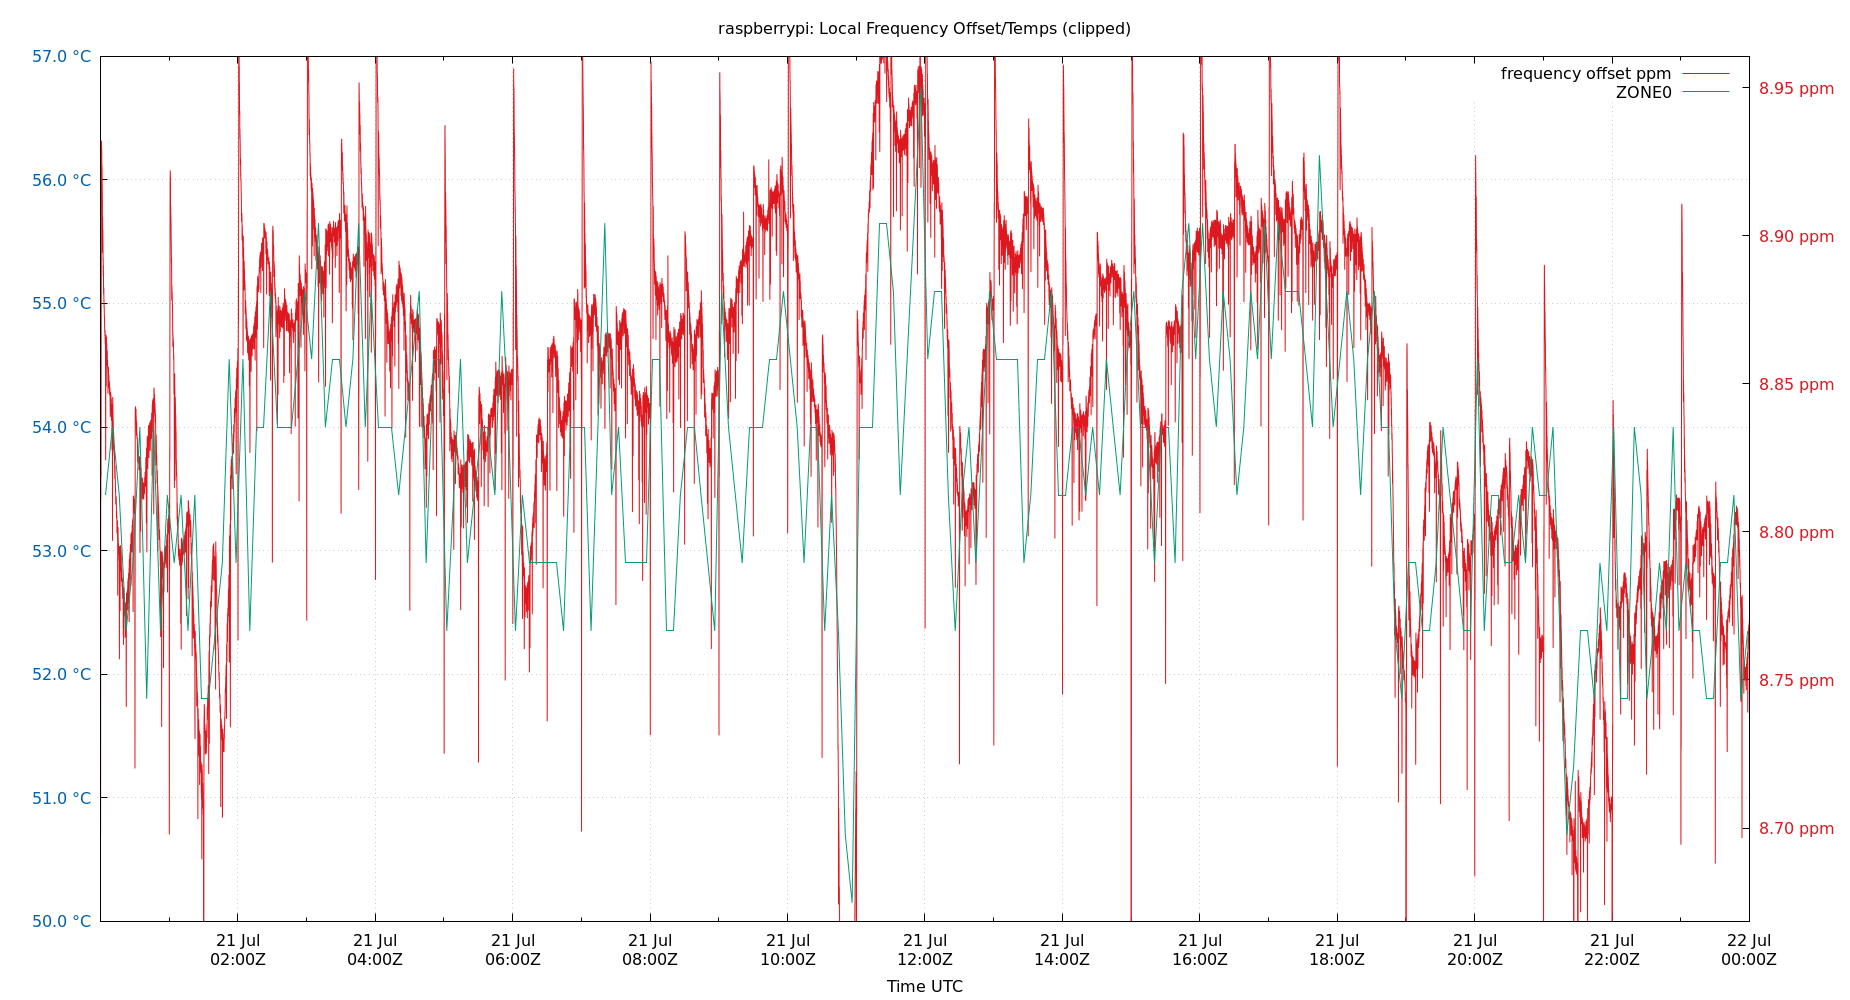 raspberrypi: Local Frequency Offset/Temps (clipped)
frequency offset ppm
ZONE0
57.0 °C
56.0 °C
55.0 °C
54.0 °C
53.0 °C
52.0 °C
51.0 °C
50.0 °C
8.95 ppm
8.90 ppm
8.85 ppm
8.80 ppm
8.75 ppm
8.70 ppm
21 Jul 21 Jul 21 Jul 21 Jul 21 Jul 21 Jul 21 Jul 21 Jul 21 Jul 21 Jul 21 Jul 22 Jul
02:00Z 04:00Z 06:00Z 08:00Z 10:00Z 12:00Z 14:00Z 16:00Z 18:00Z 20:00Z 22:00Z 00:00Z
Time UTC